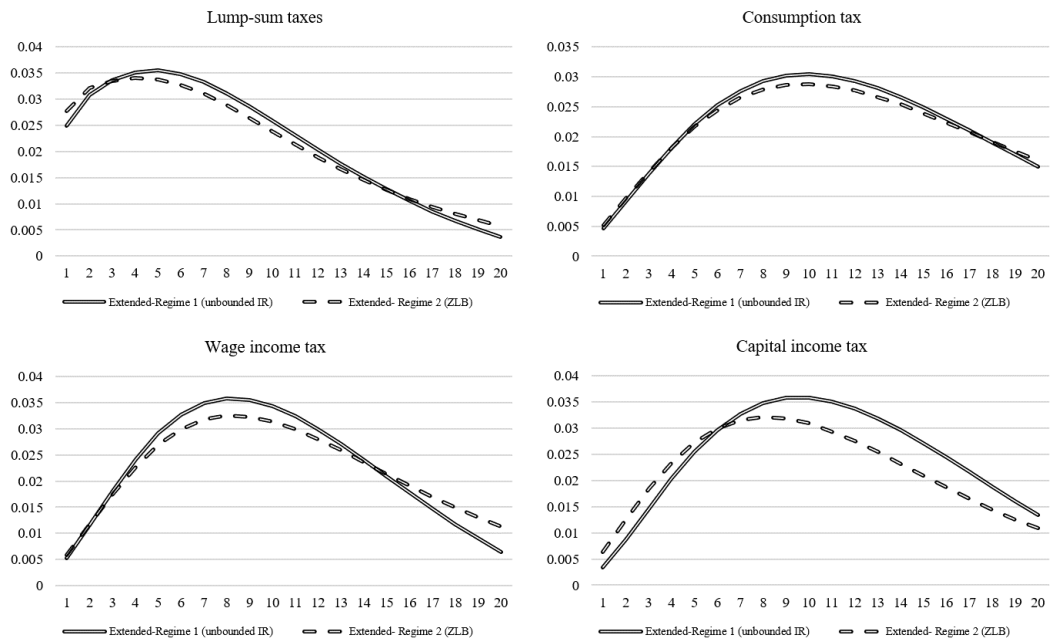 Lump-sum taxes
0.04
0.035
0.03
0.025
0.02
0.015
0.01
0.005
0
1 2 3 4 5 6 7 8 9 10 11 12 13 14 15 16 17 18 19 20
Extended-Regime 1 (unbounded IR) Extended- Regime 2 (ZLB)
Consumption tax
0.035
0.03
0.025
0.02
0.015
0.01
0.005
0
1 2 3 4 5 6 7 8 9 10 11 12 13 14 15 16 17 18 19 20
Extended-Regime 1 (unbounded IR) Extended- Regime 2 (ZLB)
Wage income tax
0.04
0.035
0.03
0.025
0.02
0.015
0.01
0.005
0
1 2 3 4 5 6 7 8 9 10 11 12 13 14 15 16 17 18 19 20
Extended-Regime 1 (unbounded IR) Extended- Regime 2 (ZLB)
Capital income tax
0.04
0.035
0.03
0.025
0.02
0.015
0.01
0.005
0
1 2 3 4 5 6 7 8 9 10 11 12 13 14 15 16 17 18 19 20
Extended-Regime 1 (unbounded IR) Extended- Regime 2 (ZLB)